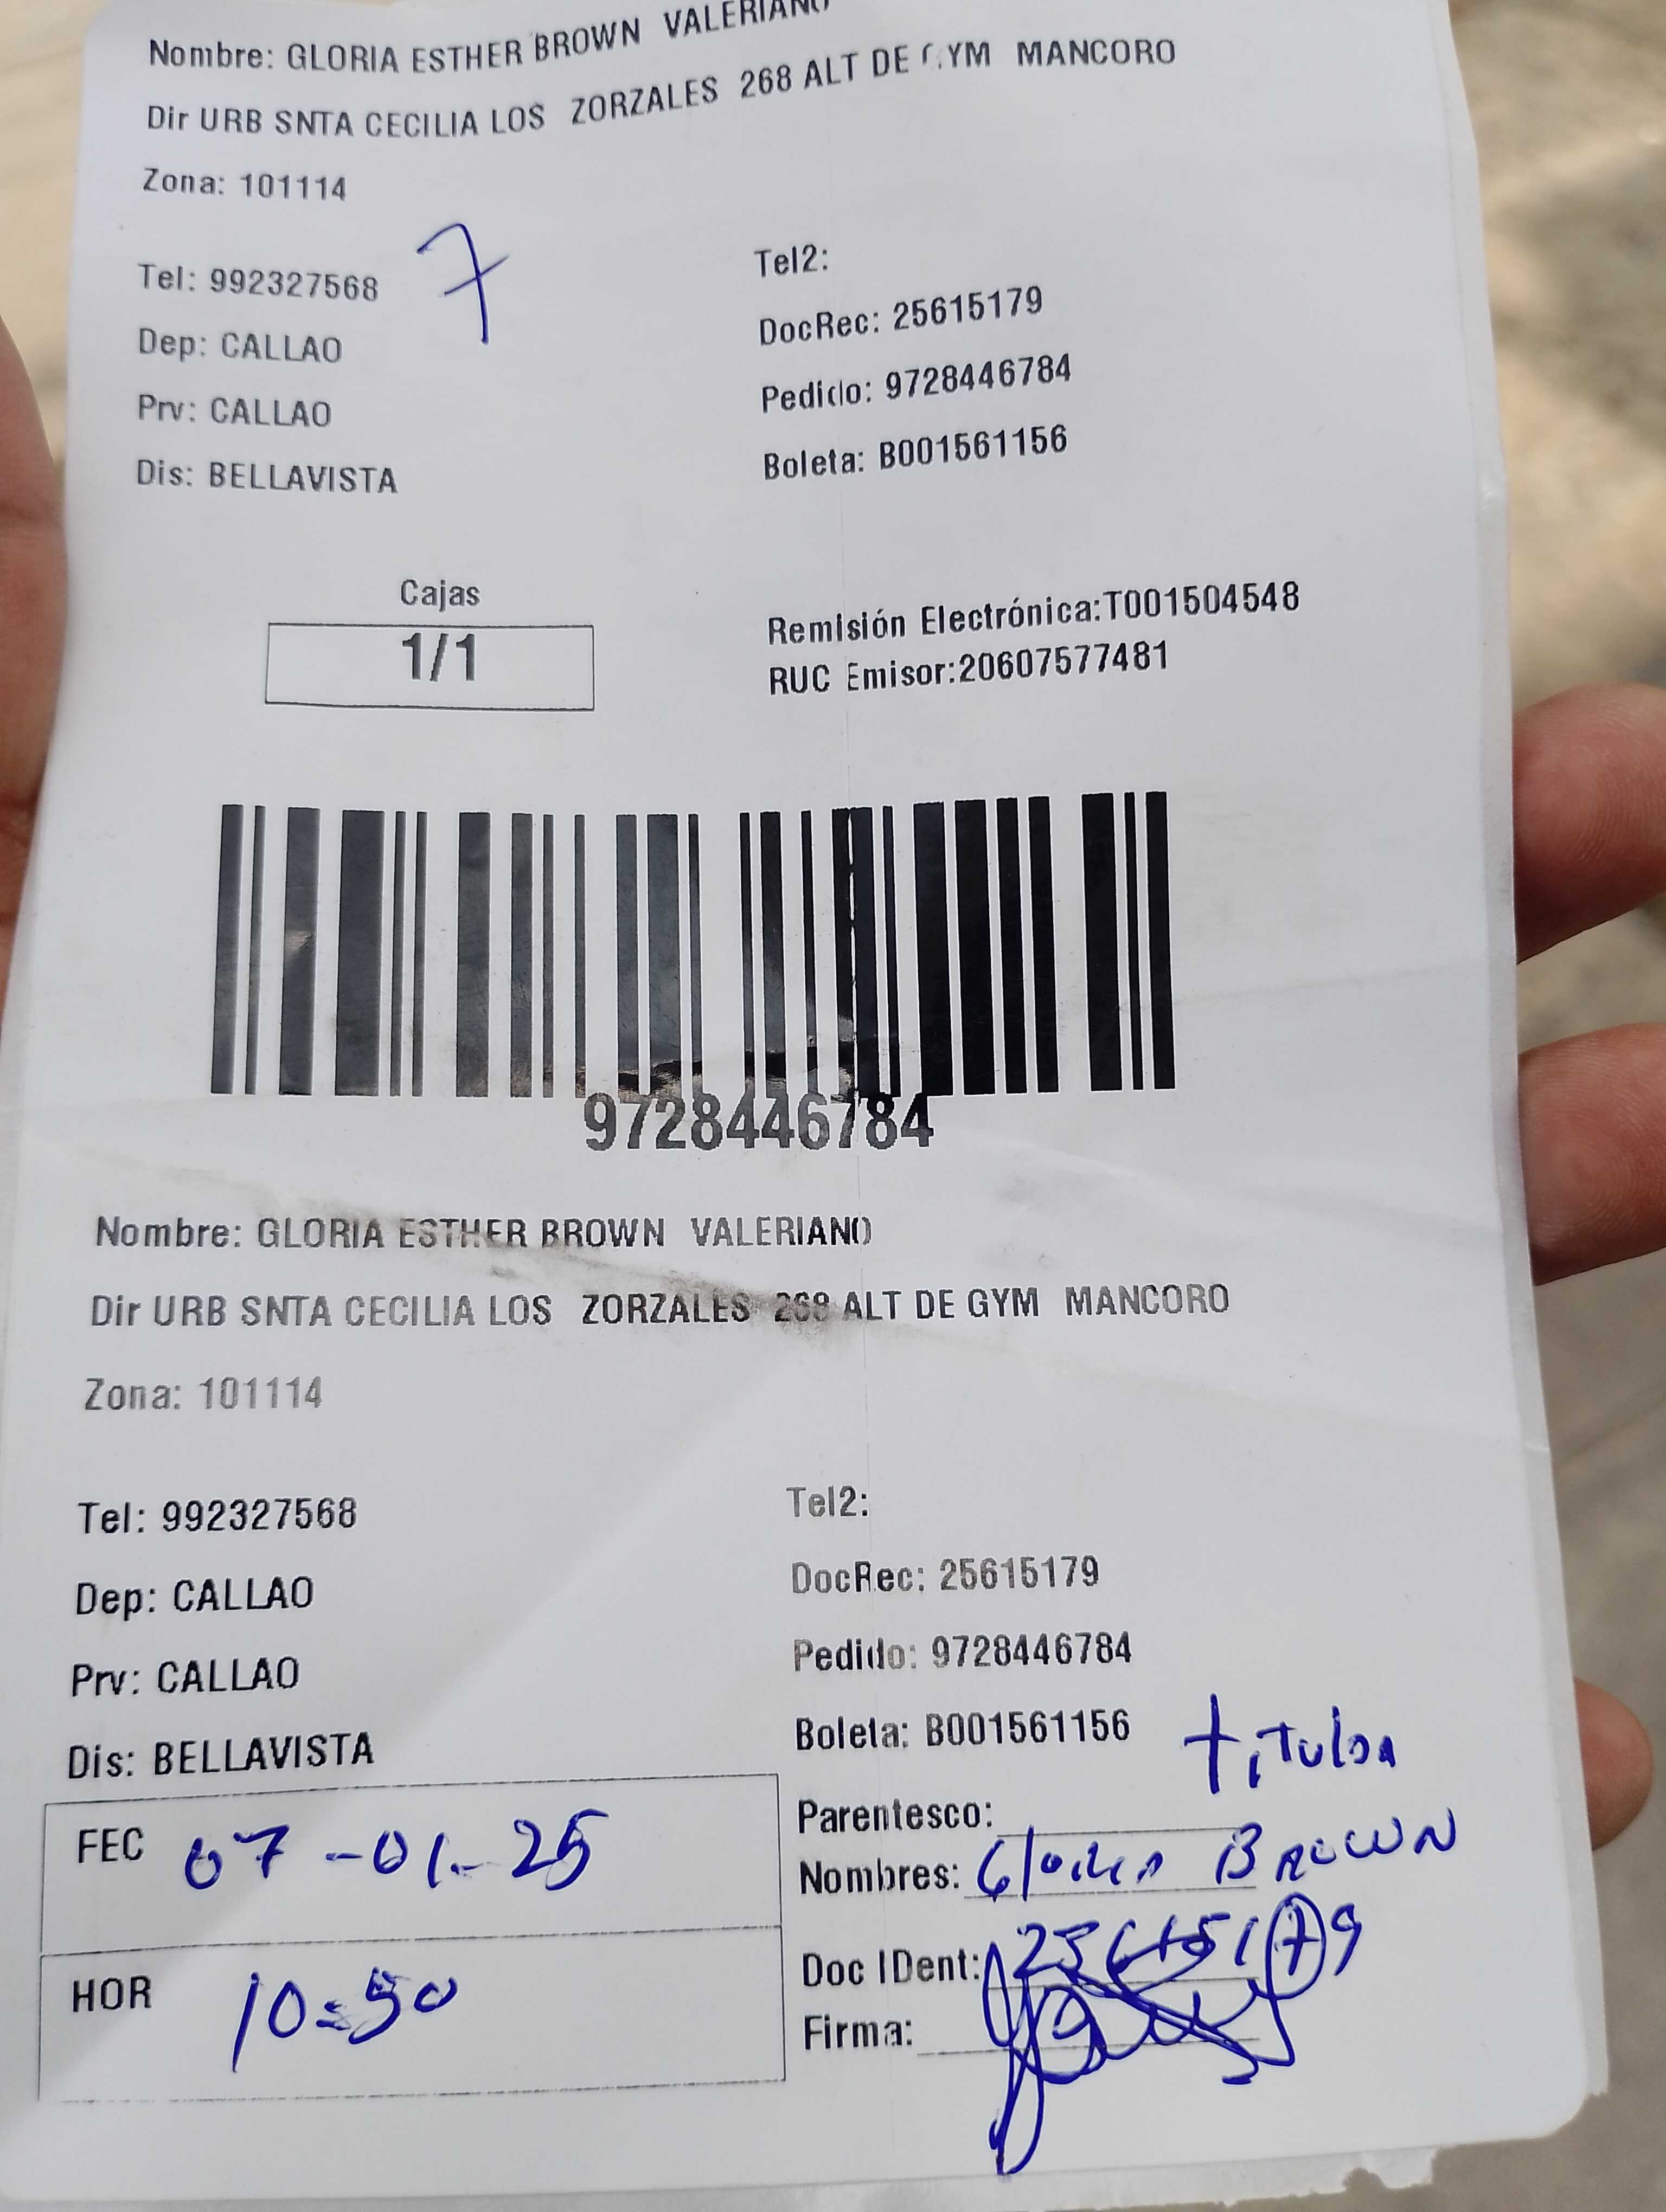 Nombre: GLORIA ESTHER BROWN VALERIANO
Dir URB SNTA CECILIA LOS ZORZALES 268 ALT DE GYM MANCORO
Zona: 101114
7
Tel: 992327568
Tel2:
Dep: CALLAO
DocRec: 25615179
Prv: CALLAO
Pedido: 9728446784
Dis: BELLAVISTA
Boleta: B001561156
Cajas
1/1
Remisión Electrónica:T001504548
RUC Emisor:20607577481
9728446784
Nombre: GLORIA ESTHER BROWN VALERIANO
Dir URB SNTA CECILIA LOS ZORZALES 268 ALT DE GYM MANCORO
Zona: 101114
Tel: 992327568
Tel2:
Dep: CALLAO
DocRec: 25615179
Prv: CALLAO
Pedido: 9728446784
Dis: BELLAVISTA
Boleta: B001561156
FEC 07-01-25
Parentesco:
Nombres: Gloria BROWN
HOR 10:50
Doc IDent: 25615179
Firma: